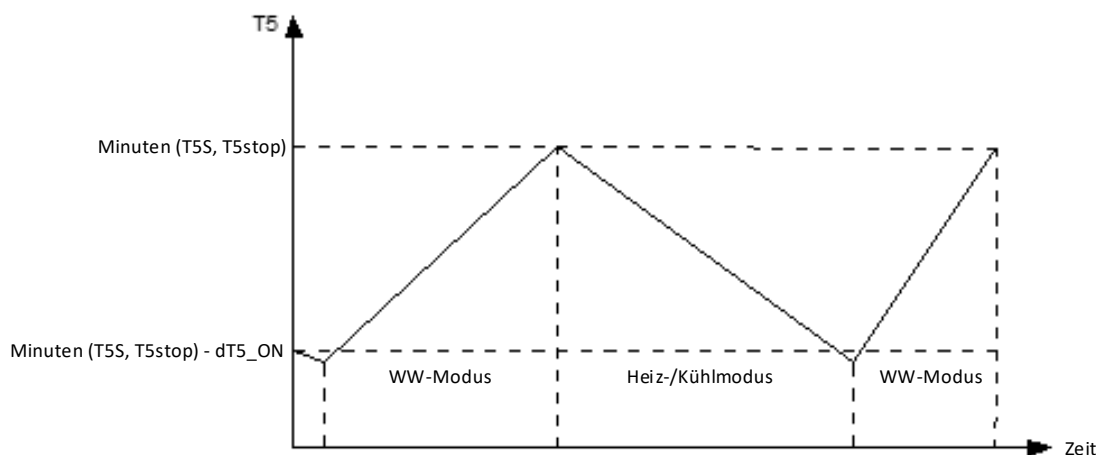 T5
Minuten (T5S, T5stop)
Minuten (T5S, T5stop) - dT5_ON
WW-Modus
Heiz-/Kühlmodus
WW-Modus
Zeit